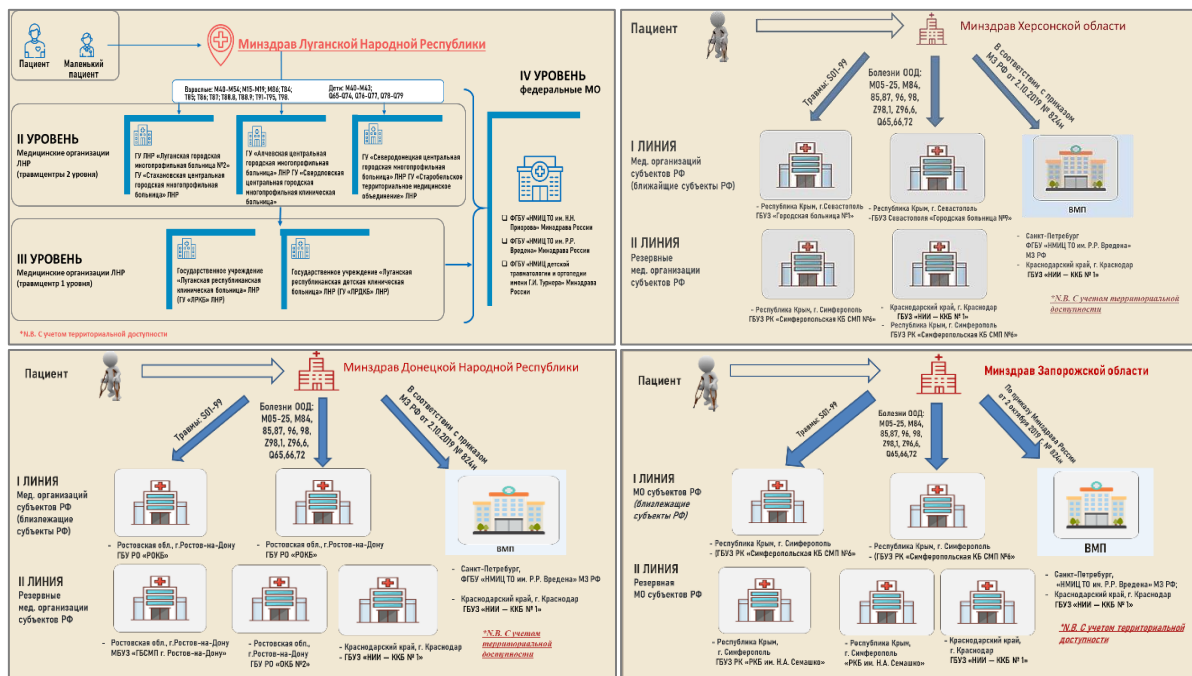 Минздрав Луганской Народной Республики
Пациент
Маленький
пациент
Взрослые: M40-M54; M15-M19, M86; T84;
T85; T86; T87; T88.8, T88.9; T91-T95, T98.
Дети: M40-M43;
Q65-Q74, Q76-Q77, Q78-Q79
II УРОВЕНЬ
Медицинские организации
ЛНР
(травмцентры 2 уровня)
ГУ ЛНР «Луганская городская
многопрофильная больница №2»
ГУ «Стахановская центральная
городская многопрофильная
больница» ЛНР
ГУ «Алчевская центральная
городская многопрофильная
больница» ЛНР ГУ «Свердловская
центральная городская
многопрофильная клиническая
больница»
ГУ «Северодонецкая центральная
городская многопрофильная
больница» ЛНР ГУ «Старобельское
территориальное медицинское
объединение» ЛНР
III УРОВЕНЬ
Медицинские организации ЛНР
(травмцентр 1 уровня)
Государственное учреждение
«Луганская республиканская
клиническая больница» ЛНР
(ГУ «ЛРКБ» ЛНР)
Государственное учреждение «Луганская
республиканская детская клиническая
больница» ЛНР (ГУ «ЛРДКБ» ЛНР)
IV УРОВЕНЬ
федеральные МО
ФГБУ «НМИЦ ТО им. Н.Н.
Приорова» Минздрава России
ФГБУ «НМИЦ ТО им. Р.Р.
Вредена» Минздрава России
ФГБУ «НМИЦ детской
травматологии и ортопедии
имени Г.И. Турнера» Минздрава
России
*N.B. С учетом территориальной доступности
Пациент
Минздрав Херсонской области
Травмы: S01-99
Болезни ООД:
M05-25, M84,
85,87, 96, 98,
Z98,1, Z96,6,
Q65,66,72
В соответствии с приказом
МЗ РФ от 2.10.2019 № 824н
I ЛИНИЯ
Мед. организаций
субъектов РФ
(ближайшие субъекты РФ)
- Республика Крым, г.Севастополь
ГБУЗ «Городская больница №1»
- Республика Крым, г. Севастополь
-ГБУЗ Севастополя «Городская больница №9»
ВМП
II ЛИНИЯ
Резервные
мед. организации
субъектов РФ
- Республика Крым, г. Симферополь
ГБУЗ РК «Симферопольская КБ СМП №6»
- Краснедарский край, г. Краснодар
ГБУЗ «НИИ – ККБ № 1»
- Республика Крым, г. Симферополь
ГБУЗ РК «Симферопольская КБ СМП №6»
- Санкт-Петребург
ФГБУ «НМИЦ ТО им. Р.Р. Вредена»
МЗ РФ
- Краснодарский край, г. Краснодар
ГБУЗ «НИИ – ККБ № 1»
*N.B. С учетом территориальной
доступности
Пациент
Минздрав Донецкой Народной Республики
Травмы: S01-99
Болезни ООД:
M05-25, M84,
85,87, 96, 98,
Z98,1, Z96,6,
Q65,66,72
В соответствии с приказом
МЗ РФ от 2.10.2019 № 824н
I ЛИНИЯ
Мед. организаций
субъектов РФ
(близлежащие
субъекты РФ)
- Ростовская обл., г.Ростов-на-Дону
ГБУ РО «РОКБ»
- Ростовская обл., г.Ростов-на-Дону
ГБУ РО «РОКБ»
ВМП
II ЛИНИЯ
Резервные
мед. организации
субъектов РФ
- Ростовская обл., г.Ростов-на-Дону
МБУЗ «ГБСМП г. Ростов-на-Дону»
- Ростовская обл.,
г.Ростов-на-Дону
ГБУ РО «ОКБ №2»
- Краснодарский край, г. Краснодар
- ГБУЗ «НИИ – ККБ № 1»
- Санкт-Петербург,
ФГБУ «НМИЦ ТО им. Р.Р. Вредена» МЗ РФ
- Краснодарский край, г. Краснодар
ГБУЗ «НИИ – ККБ № 1»
*N.B. С учетом
территориальной
доступности
Пациент
Минздрав Запорожской области
Травмы: S01-99
Болезни ООД:
M05-25, M84,
85,87, 96, 98,
Z98,1, Z96,6,
Q65,66,72
По приказу Минздрава России
от 2 октября 2019 г. № 824н
I ЛИНИЯ
МО субъектов РФ
(близлежащие
субъекты РФ)
- Республика Крым, г. Симферополь
- (ГБУЗ РК «Симферопольская КБ СМП №6»
- Республика Крым, г. Симферополь
- (ГБУЗ РК «Симферопольская КБ СМП №6»
ВМП
II ЛИНИЯ
Резервная
МО субъектов РФ
- Республика Крым,
г. Симферополь
ГБУЗ РК «РКБ им. Н.А. Семашко»
- Республика Крым,
г. Симферополь
«РКБ им. Н.А. Семашко»
- Краснодарский край,
г. Краснодар
ГБУЗ «НИИ – ККБ № 1»
- Санкт-Петербург,
«НМИЦ ТО им. Р.Р. Вредена» МЗ РФ;
- Краснодарский край, г. Краснодар
ГБУЗ «НИИ – ККБ № 1»
*N.B. С учетом территориальной
доступности